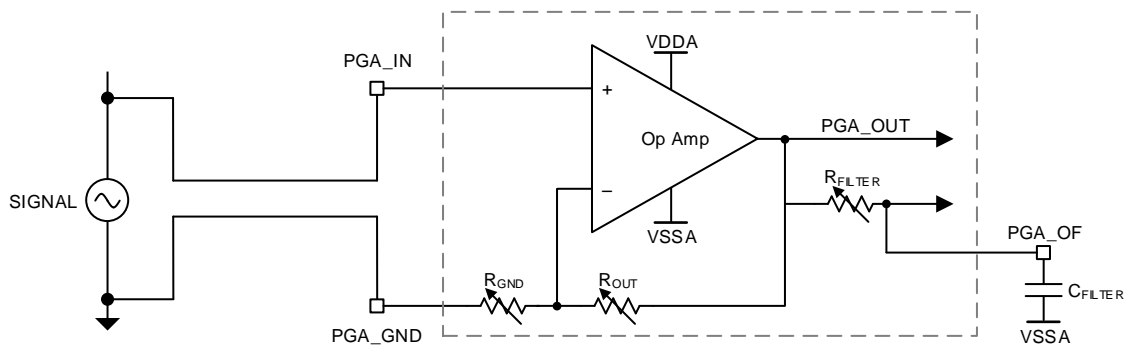 VDDA
PGA_IN
+
Op Amp
PGA_OUT
SIGNAL
−
RFILTER
VSSA
PGA_OF
RGND
ROUT
CFILTER
PGA_GND
VSSA